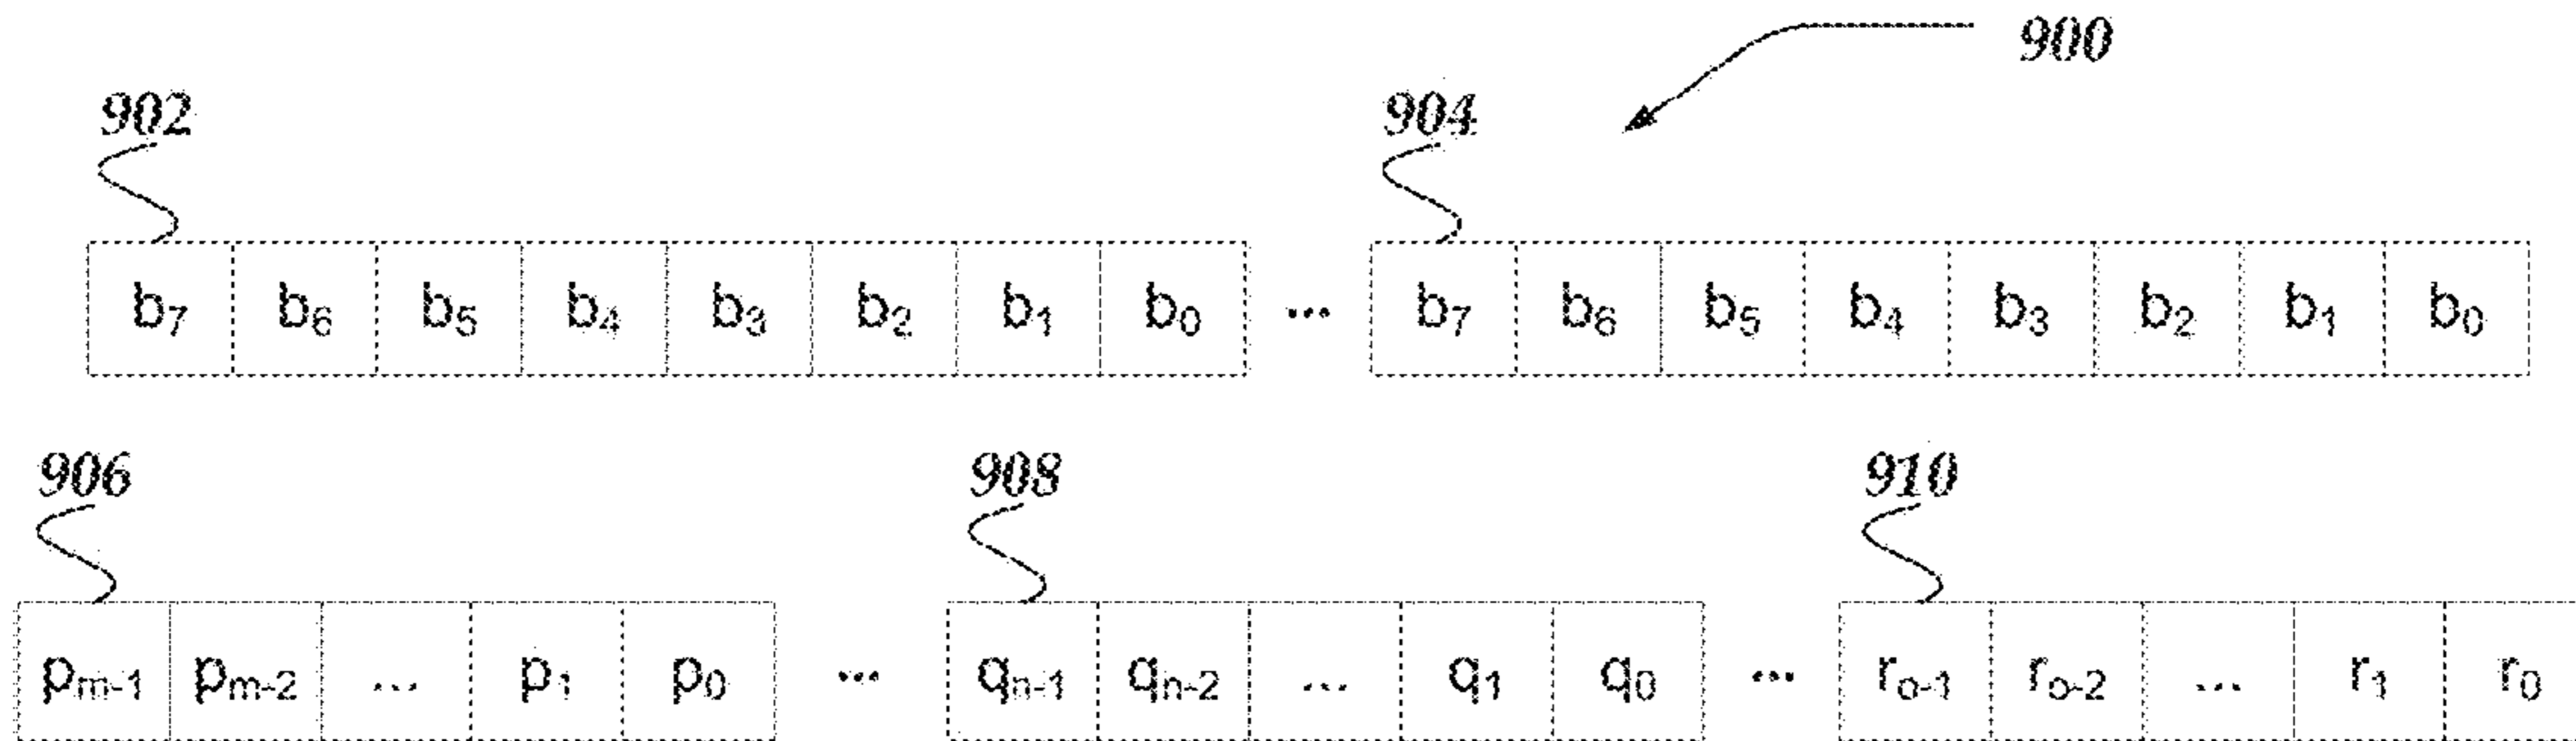 900
902 904
b₇ b₆ b₅ b₄ b₃ b₂ b₁ b₀ ... b₇ b₆ b₅ b₄ b₃ b₂ b₁ b₀
906 908 910
pₘ₋₁ pₘ₋₂ ... p₁ p₀ ... qₙ₋₁ qₙ₋₂ ... q₁ q₀ ... rₒ₋₁ rₒ₋₂ ... r₁ r₀